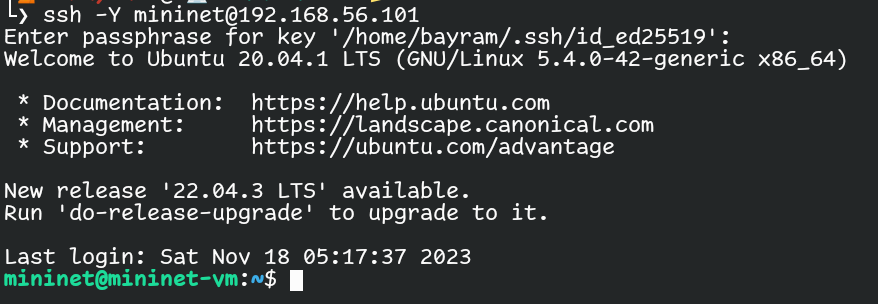 └❯ ssh -Y mininet@192.168.56.101
Enter passphrase for key '/home/bayram/.ssh/id_ed25519':
Welcome to Ubuntu 20.04.1 LTS (GNU/Linux 5.4.0-42-generic x86_64)
* Documentation:  https://help.ubuntu.com
* Management:     https://landscape.canonical.com
* Support:        https://ubuntu.com/advantage
New release '22.04.3 LTS' available.
Run 'do-release-upgrade' to upgrade to it.
Last login: Sat Nov 18 05:17:37 2023
mininet@mininet-vm:~$